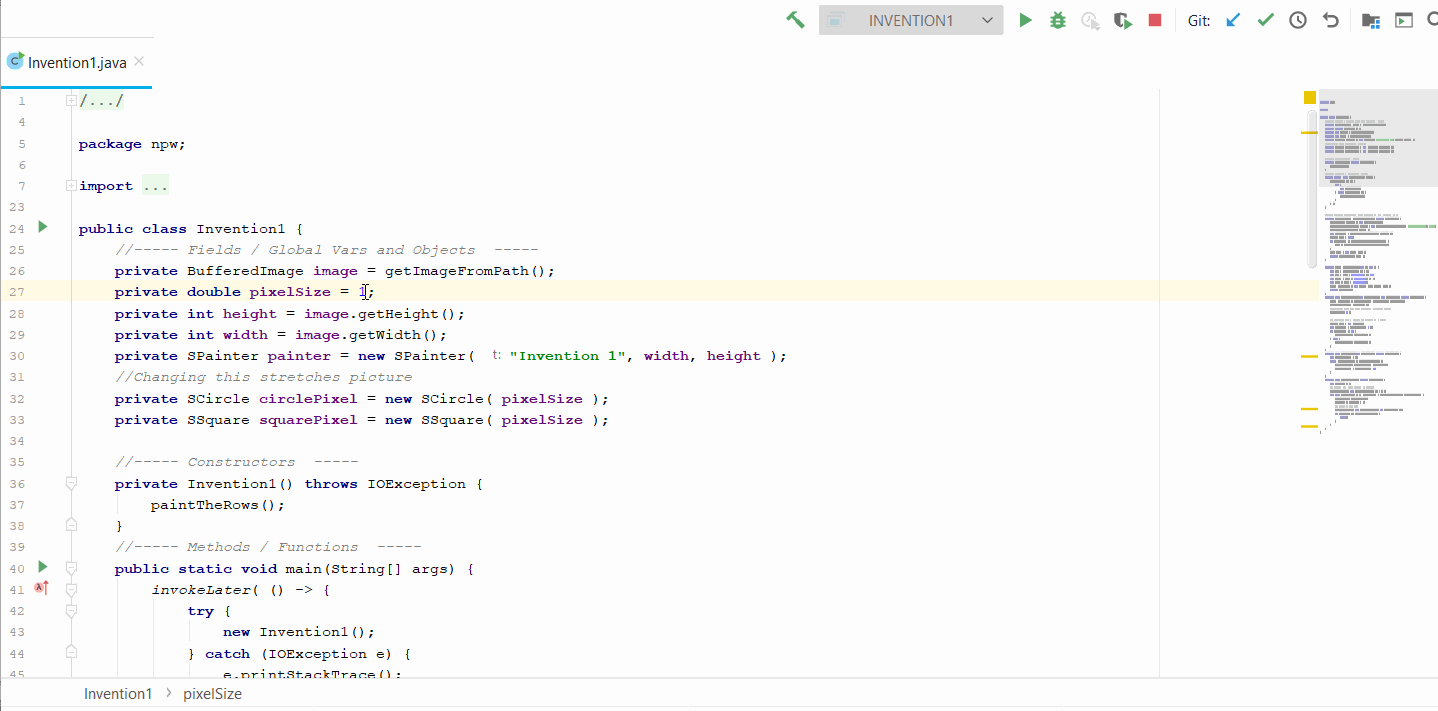 INVENTION1 Git:
Invention1.java
1 /.../
4
5 package npw;
6
7 import ...
23
24 public class Invention1 {
25 //----- Fields / Global Vars and Objects -----
26 private BufferedImage image = getImageFromPath();
27 private double pixelSize = 1;
28 private int height = image.getHeight();
29 private int width = image.getWidth();
30 private SPainter painter = new SPainter( t: "Invention 1", width, height );
31 //Changing this stretches picture
32 private SCircle circlePixel = new SCircle( pixelSize );
33 private SSquare squarePixel = new SSquare( pixelSize );
34
35 //----- Constructors -----
36 private Invention1() throws IOException {
37 paintTheRows();
38 }
39 //----- Methods / Functions -----
40 public static void main(String[] args) {
41 invokeLater( () -> {
42 try {
43 new Invention1();
44 } catch (IOException e) {
45 e.printStackTrace();
Invention1 › pixelSize